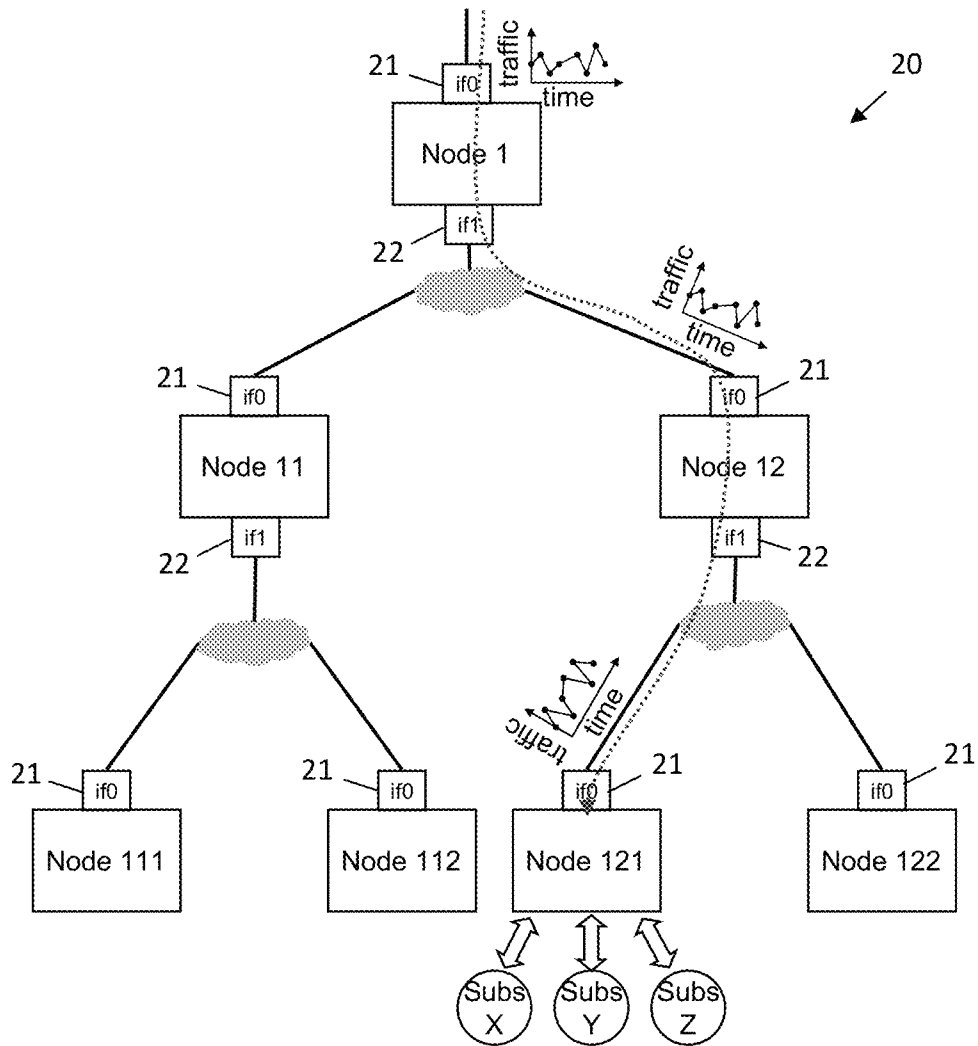 21
if0
traffic
time
20
Node 1
if1
22
traffic
time
21
if0
if0
21
Node 11
Node 12
if1
22
if1
22
traffic
time
21
if0
21
if0
if0
21
if0
21
Node 111
Node 112
Node 121
Node 122
Subs
X
Subs
Y
Subs
Z